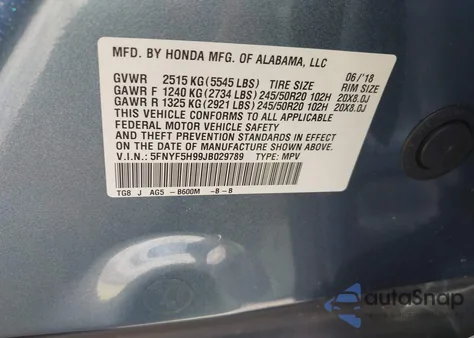 MFD. BY HONDA MFG. OF ALABAMA, LLC
GVWR 2515 KG (5545 LBS) TIRE SIZE 06/'18 RIM SIZE
GAWR F 1240 KG (2734 LBS) 245/50R20 102H 20X8.0J
GAWR R 1325 KG (2921 LBS) 245/50R20 102H 20X8.0J
THIS VEHICLE CONFORMS TO ALL APPLICABLE
FEDERAL MOTOR VEHICLE SAFETY
AND THEFT PREVENTION STANDARDS IN EFFECT
ON THE DATE OF MANUFACTURE SHOWN ABOVE.
V.I.N.: 5FNYF5H99JB029789 TYPE: MPV
TG8 J AG5 -B600M -B-B
autoSnap